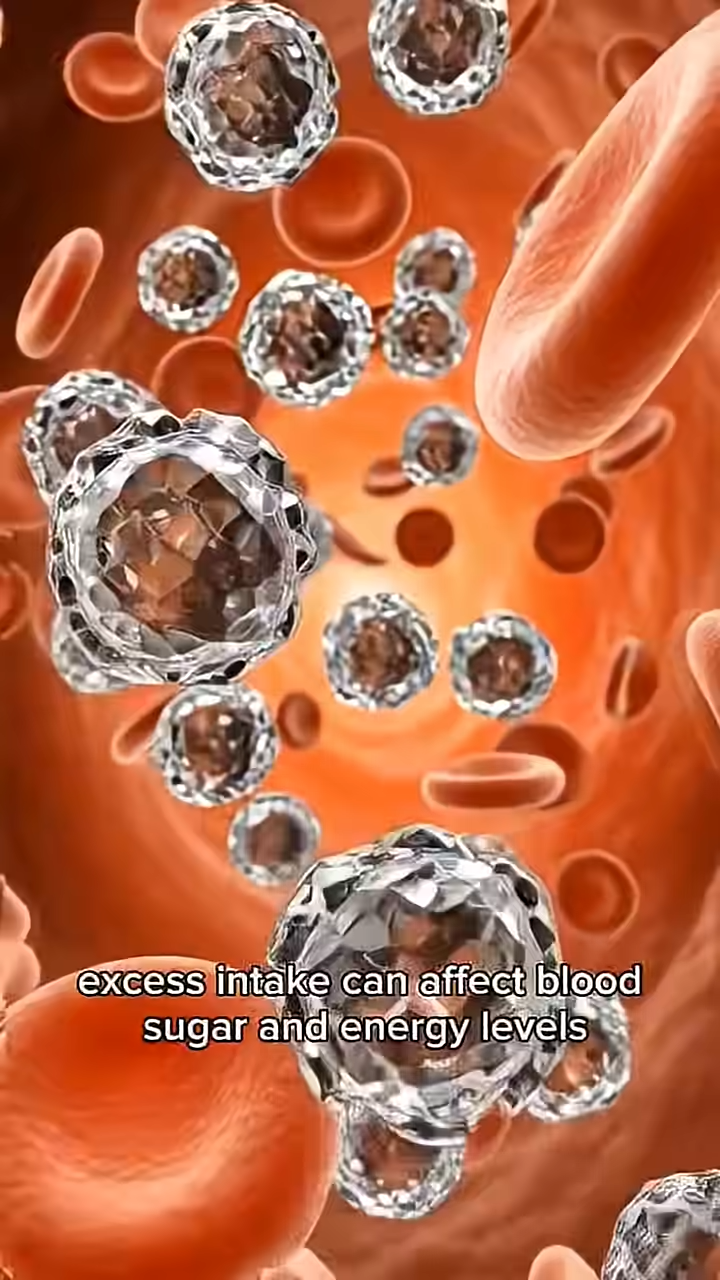 excess intake can affect blood
sugar and energy levels